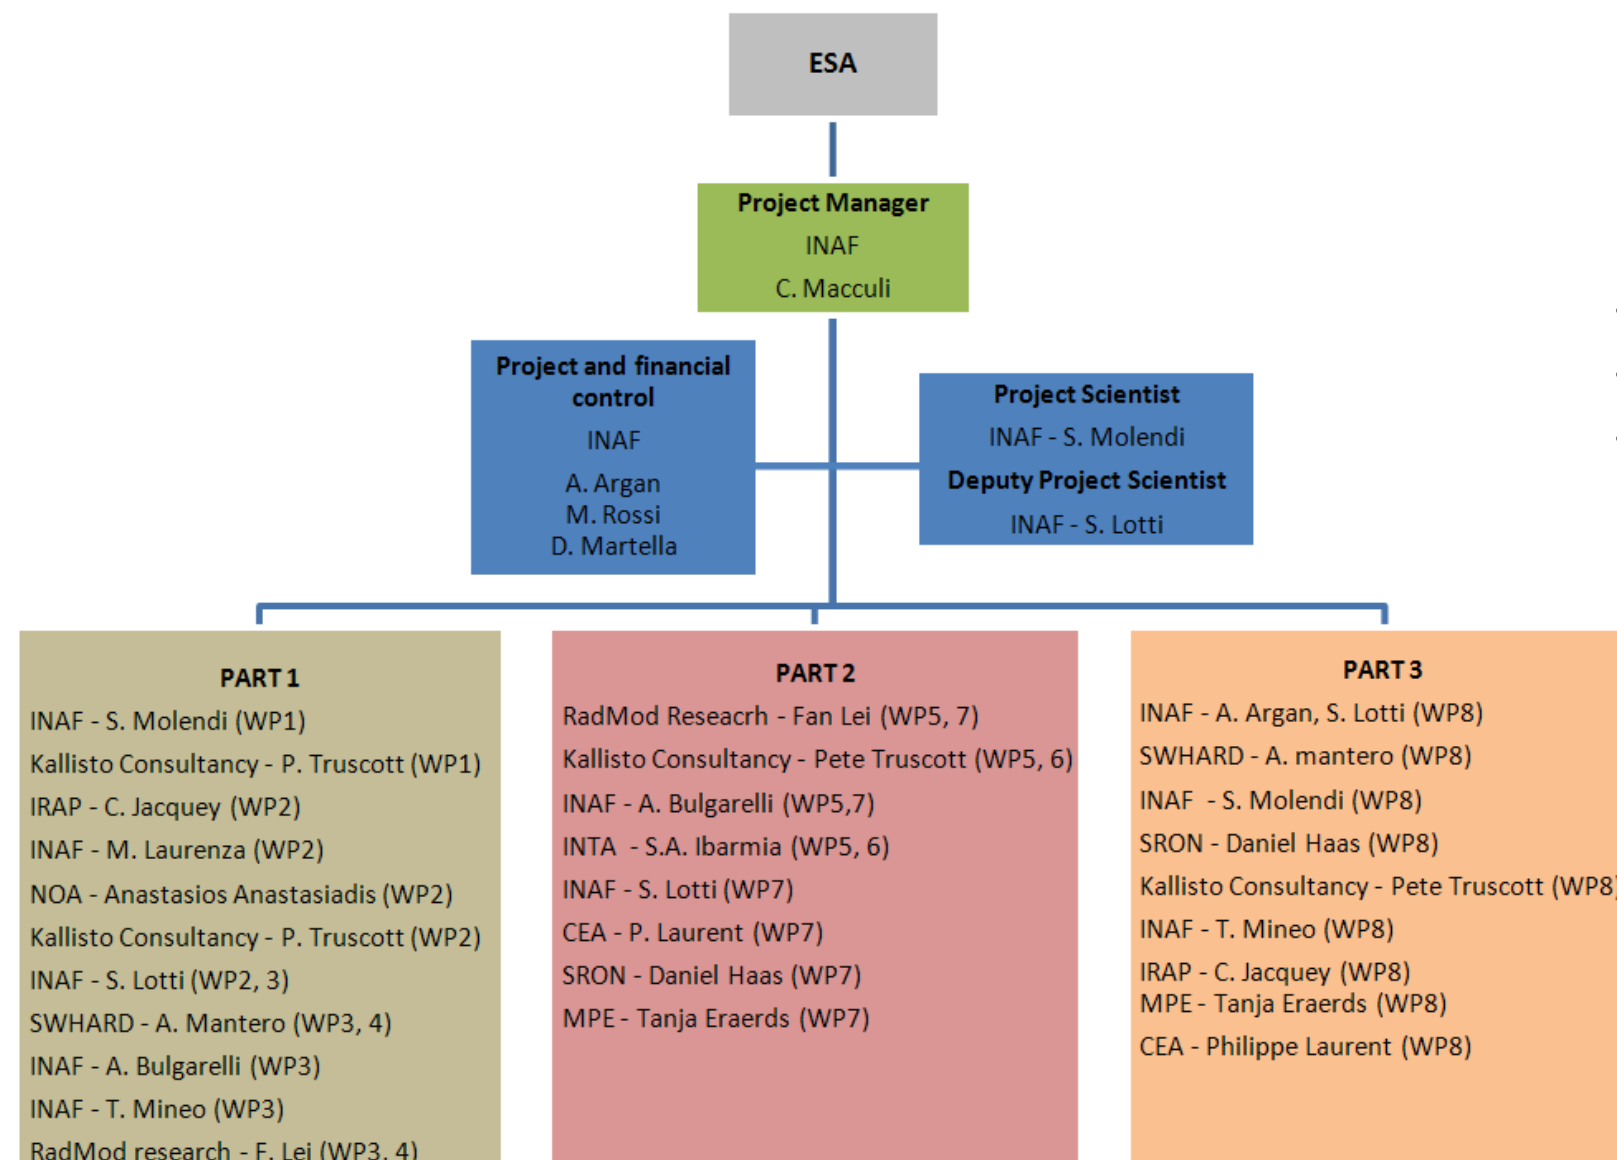 ESA
Project Manager
INAF
C. Macculi
Project and financial
control
INAF
A. Argan
M. Rossi
D. Martella
Project Scientist
INAF - S. Molendi
Deputy Project Scientist
INAF - S. Lotti
PART 1
INAF - S. Molendi (WP1)
Kallisto Consultancy - P. Truscott (WP1)
IRAP - C. Jacquey (WP2)
INAF - M. Laurenza (WP2)
NOA - Anastasios Anastasiadis (WP2)
Kallisto Consultancy - P. Truscott (WP2)
INAF - S. Lotti (WP2, 3)
SWHARD - A. Mantero (WP3, 4)
INAF - A. Bulgarelli (WP3)
INAF - T. Mineo (WP3)
RadMod research - F. Lei (WP3, 4)
PART 2
RadMod Reseacrh - Fan Lei (WP5, 7)
Kallisto Consultancy - Pete Truscott (WP5, 6)
INAF - A. Bulgarelli (WP5,7)
INTA - S.A. Ibarmia (WP5, 6)
INAF - S. Lotti (WP7)
CEA - P. Laurent (WP7)
SRON - Daniel Haas (WP7)
MPE - Tanja Eraerds (WP7)
PART 3
INAF - A. Argan, S. Lotti (WP8)
SWHARD - A. mantero (WP8)
INAF - S. Molendi (WP8)
SRON - Daniel Haas (WP8)
Kallisto Consultancy - Pete Truscott (WP8)
INAF - T. Mineo (WP8)
IRAP - C. Jacquey (WP8)
MPE - Tanja Eraerds (WP8)
CEA - Philippe Laurent (WP8)